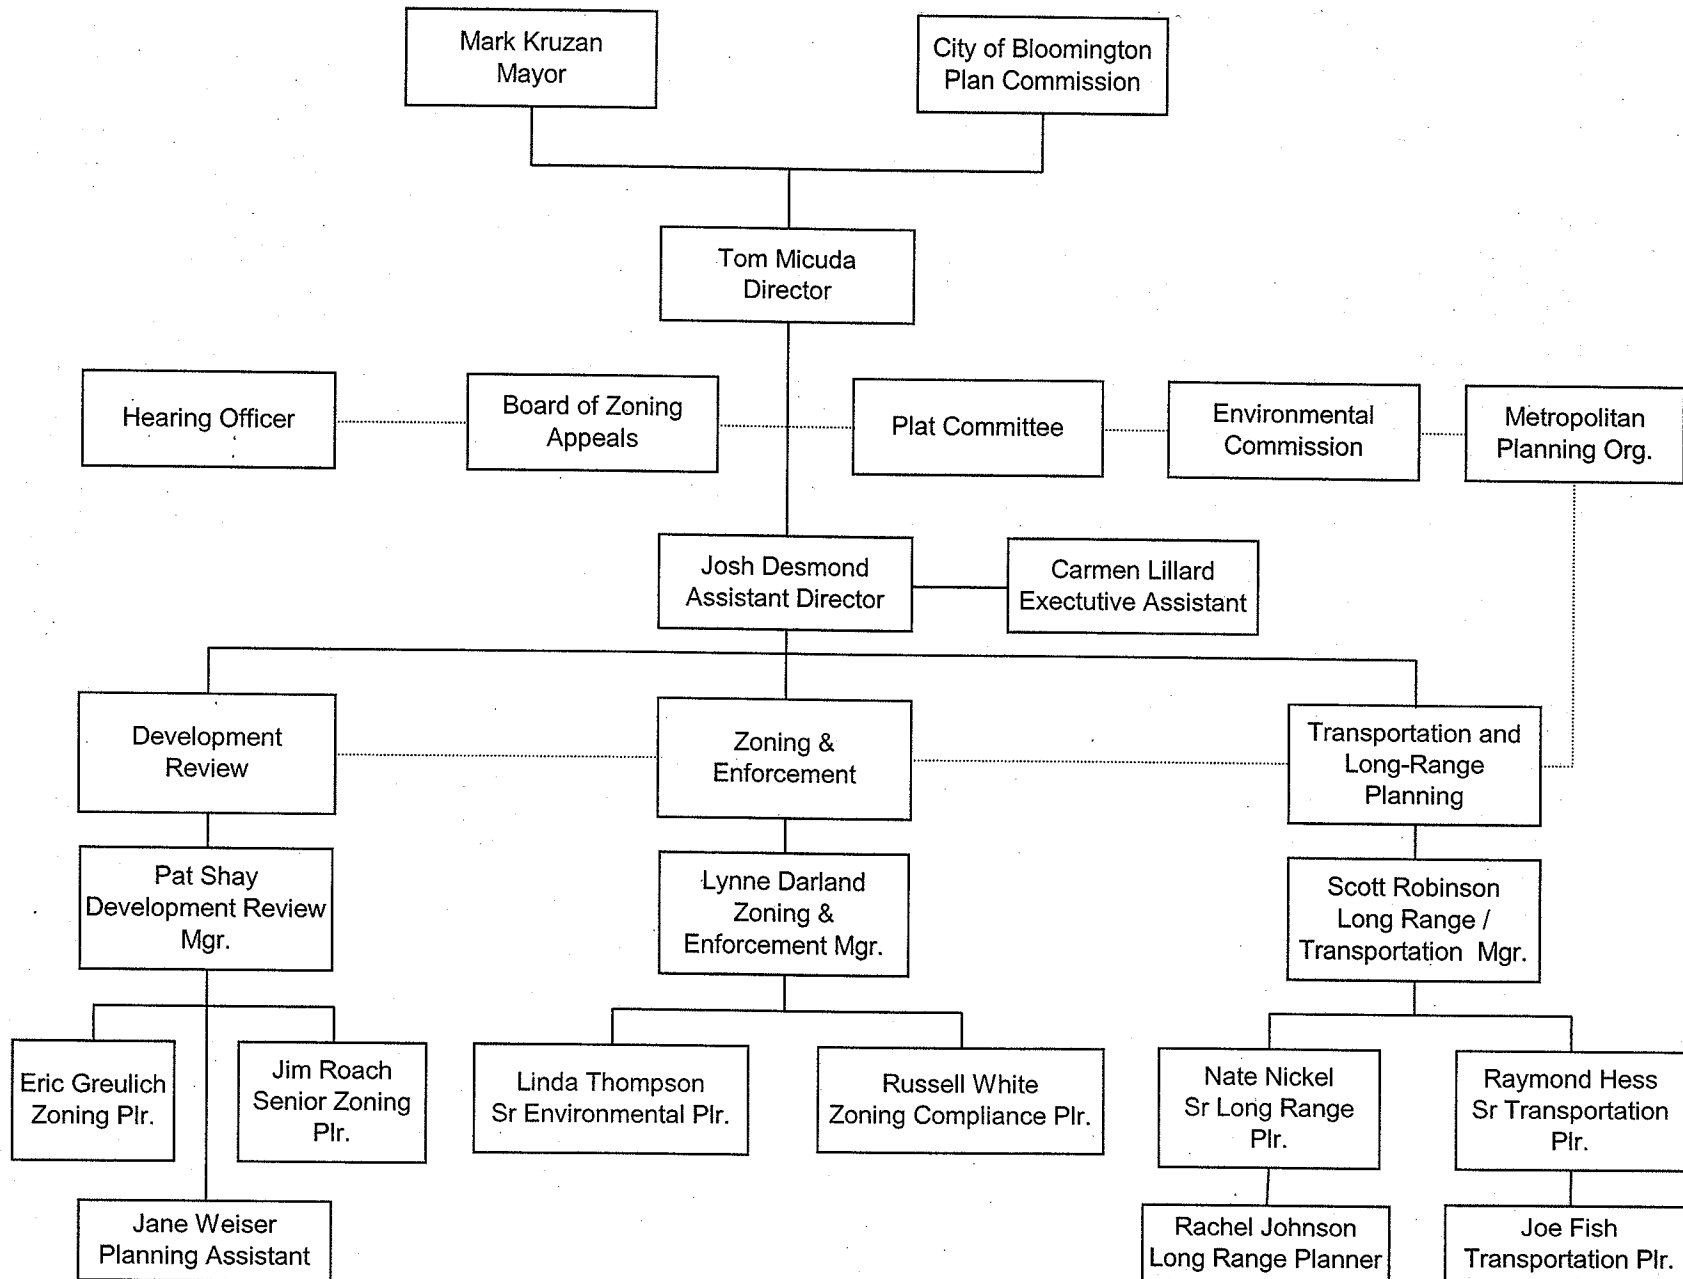 Mark Kruzan
Mayor
City of Bloomington
Plan Commission
Tom Micuda
Director
Hearing Officer
Board of Zoning
Appeals
Plat Committee
Environmental
Commission
Metropolitan
Planning Org.
Josh Desmond
Assistant Director
Carmen Lillard
Exectutive Assistant
Development
Review
Zoning &
Enforcement
Transportation and
Long-Range
Planning
Pat Shay
Development Review
Mgr.
Lynne Darland
Zoning &
Enforcement Mgr.
Scott Robinson
Long Range /
Transportation Mgr.
Eric Greulich
Zoning Plr.
Jim Roach
Senior Zoning
Plr.
Linda Thompson
Sr Environmental Plr.
Russell White
Zoning Compliance Plr.
Nate Nickel
Sr Long Range
Plr.
Raymond Hess
Sr Transportation
Plr.
Jane Weiser
Planning Assistant
Rachel Johnson
Long Range Planner
Joe Fish
Transportation Plr.